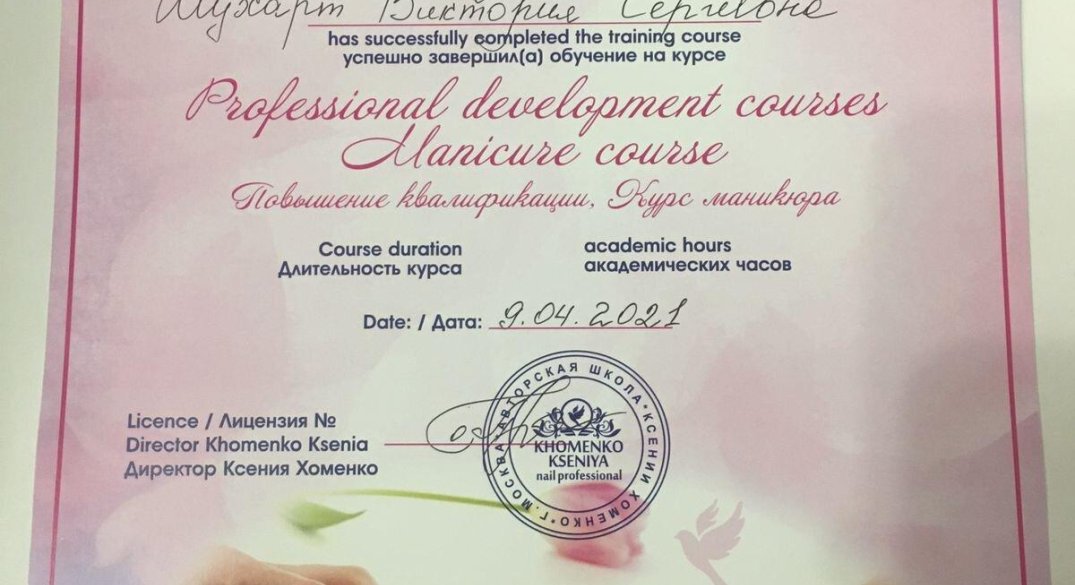 Шухарт Виктория Сергеевна
has successfully completed the training course
успешно завершил(а) обучение на курсе
Professional development courses
Manicure course
Повышение квалификации, Курс маникюра
Course duration academic hours
Длительность курса академических часов
Date: / Дата: 9.04.2021
Licence / Лицензия №
Director Khomenko Ksenia
Директор Ксения Хоменко
АВТОРСКАЯ ШКОЛА • КСЕНИИ ХОМЕНКО • Г. МОСКВА •
KHOMENKO
KSENIYA
nail professional